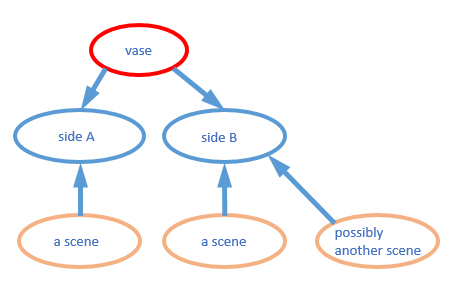 vase
side A
side B
a scene
a scene
possibly
another scene